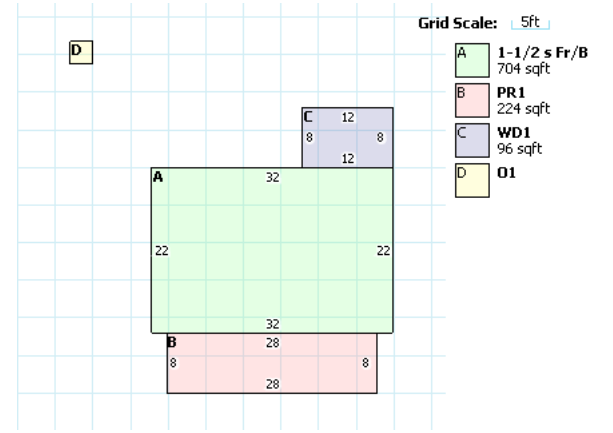 Grid Scale: 5ft
D
A 1-1/2 s Fr/B
704 sqft
B PR1
224 sqft
C WD1
96 sqft
D O1
C 12
8 8
12
A 32
22 22
32
B 28
8 8
28